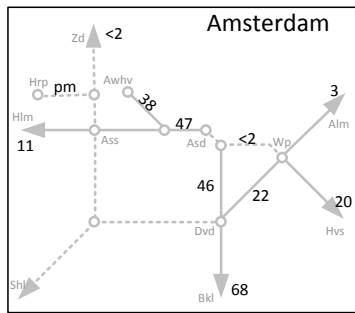 Amsterdam
Zd
<2
Hrp
pm
Awhv
38
3
Hlm
11
Ass
47
Asd
<2
Wp
Alm
46
22
20
Dvd
Hvs
Shl
Bkl
68